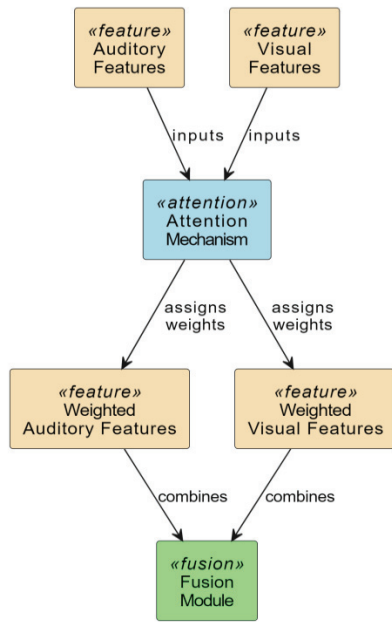 «feature»
Auditory
Features
«feature»
Visual
Features
inputs
inputs
«attention»
Attention
Mechanism
assigns
weights
assigns
weights
«feature»
Weighted
Auditory Features
«feature»
Weighted
Visual Features
combines
combines
«fusion»
Fusion
Module